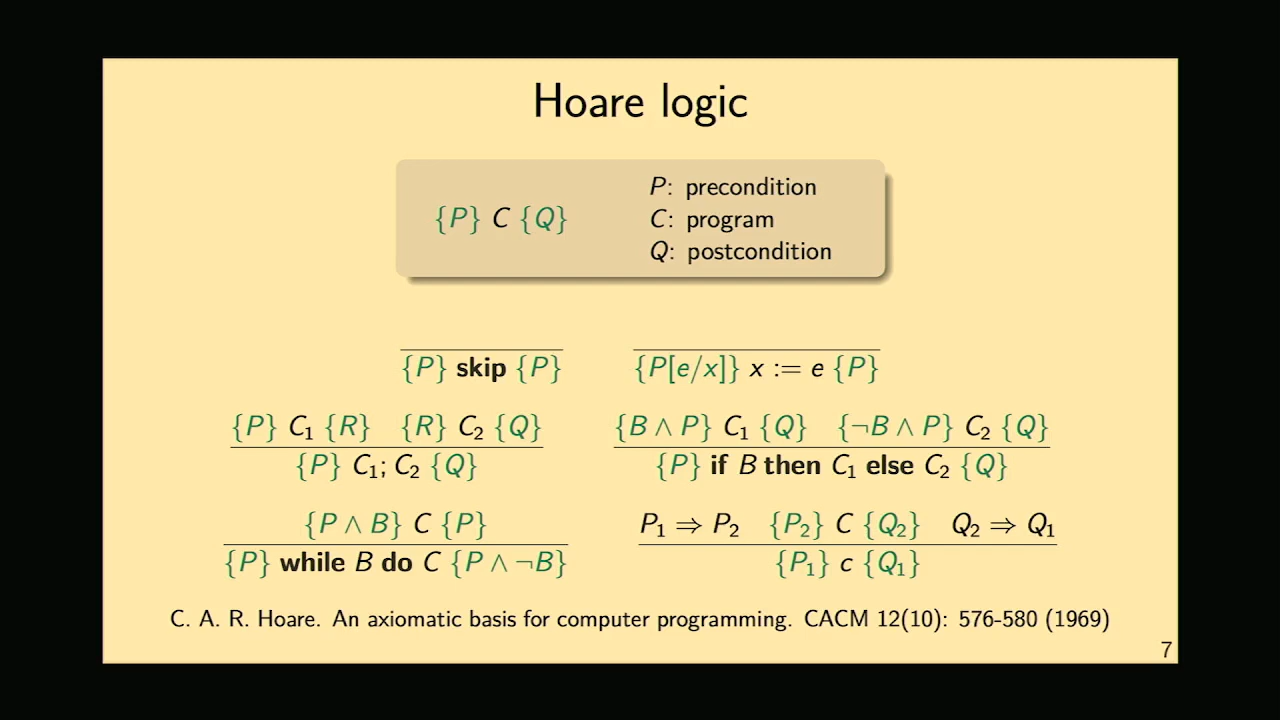 Hoare logic
{P} C {Q}
P: precondition
C: program
Q: postcondition
{P} skip {P}
{P[e/x]} x := e {P}
{P} C₁ {R} {R} C₂ {Q}
{P} C₁; C₂ {Q}
{B ∧ P} C₁ {Q} {¬B ∧ P} C₂ {Q}
{P} if B then C₁ else C₂ {Q}
{P ∧ B} C {P}
{P} while B do C {P ∧ ¬B}
P₁ ⇒ P₂ {P₂} C {Q₂} Q₂ ⇒ Q₁
{P₁} c {Q₁}
C. A. R. Hoare. An axiomatic basis for computer programming. CACM 12(10): 576-580 (1969)
7